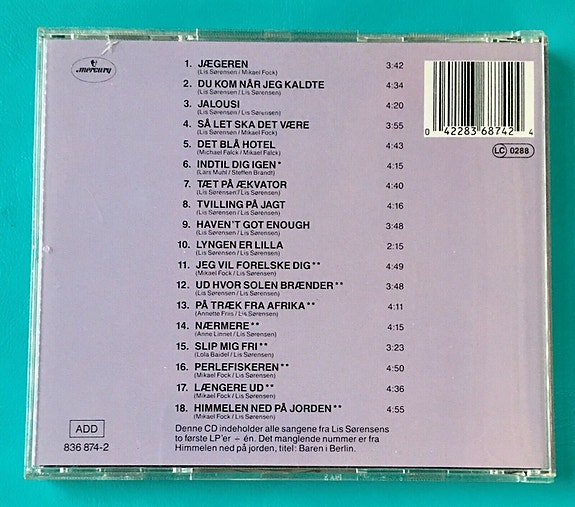 mercury
1. JÆGEREN 3:42
(Lis Sørensen / Mikael Fock)
2. DU KOM NÅR JEG KALDTE 4:34
(Lis Sørensen / Lis Sørensen)
3. JALOUSI 4:20
(Lis Sørensen / Lis Sørensen)
4. SÅ LET SKA DET VÆRE 3:55
(Lis Sørensen / Mikael Fock)
5. DET BLÅ HOTEL 4:43
(Michael Falck / Mikael Falck)
6. INDTIL DIG IGEN* 4:15
(Lars Muhl / Steffen Brandt)
7. TÆT PÅ ÆKVATOR 4:40
(Lis Sørensen / Lis Sørensen)
8. TVILLING PÅ JAGT 4:16
(Lis Sørensen / Lis Sørensen)
9. HAVEN'T GOT ENOUGH 3:48
(Lis Sørensen / Lis Sørensen)
10. LYNGEN ER LILLA 2:15
(Lis Sørensen / Lis Sørensen)
11. JEG VIL FORELSKE DIG** 4:49
(Mikael Fock / Lis Sørensen)
12. UD HVOR SOLEN BRÆNDER** 3:48
(Lis Sørensen / Lis Sørensen)
13. PÅ TRÆK FRA AFRIKA** 4:11
(Annette Friis / Lis Sørensen)
14. NÆRMERE** 4:15
(Anne Linnet / Lis Sørensen)
15. SLIP MIG FRI** 3:23
(Lola Baidel / Lis Sørensen)
16. PERLEFISKEREN** 4:50
(Mikael Fock / Lis Sørensen)
17. LÆNGERE UD** 4:36
(Mikael Fock / Lis Sørensen)
18. HIMMELEN NED PÅ JORDEN** 4:55
(Mikael Fock / Lis Sørensen)
Denne CD indeholder alle sangene fra Lis Sørensens
to første LP'er ÷ én. Det manglende nummer er fra
Himmelen ned på jorden, titel: Baren i Berlin.
0 42283 68742 4
LC 0288
ADD
836 874-2